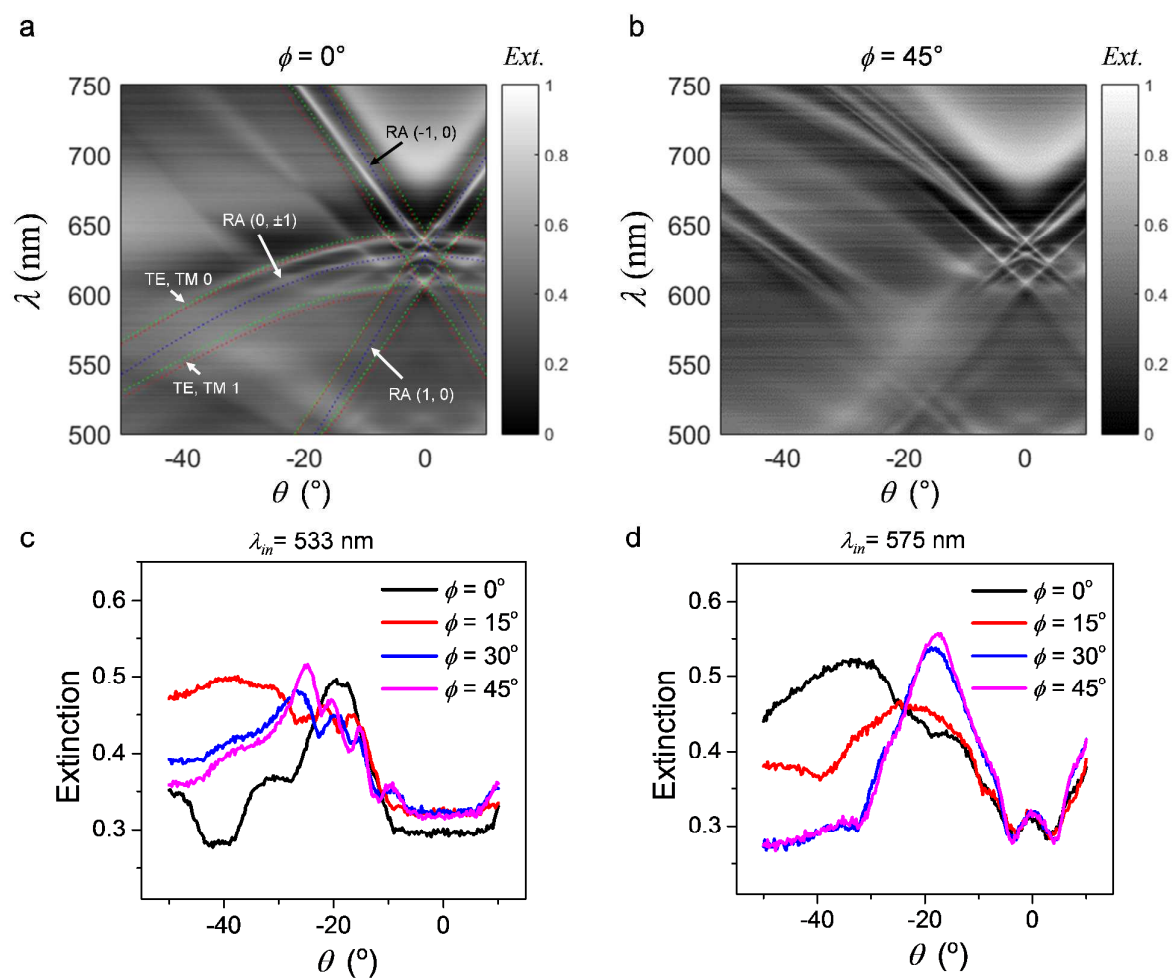 a
ϕ = 0°
Ext.
750
700
650
600
550
500
λ (nm)
RA (-1, 0)
RA (0, ±1)
TE, TM 0
TE, TM 1
RA (1, 0)
1
0.8
0.6
0.4
0.2
0
-40
-20
0
θ (°)
b
ϕ = 45°
Ext.
750
700
650
600
550
500
λ (nm)
1
0.8
0.6
0.4
0.2
0
-40
-20
0
θ (°)
c
λin= 533 nm
0.6
0.5
0.4
0.3
Extinction
ϕ = 0°
ϕ = 15°
ϕ = 30°
ϕ = 45°
-40
-20
0
θ (°)
d
λin= 575 nm
0.6
0.5
0.4
0.3
Extinction
ϕ = 0°
ϕ = 15°
ϕ = 30°
ϕ = 45°
-40
-20
0
θ (°)